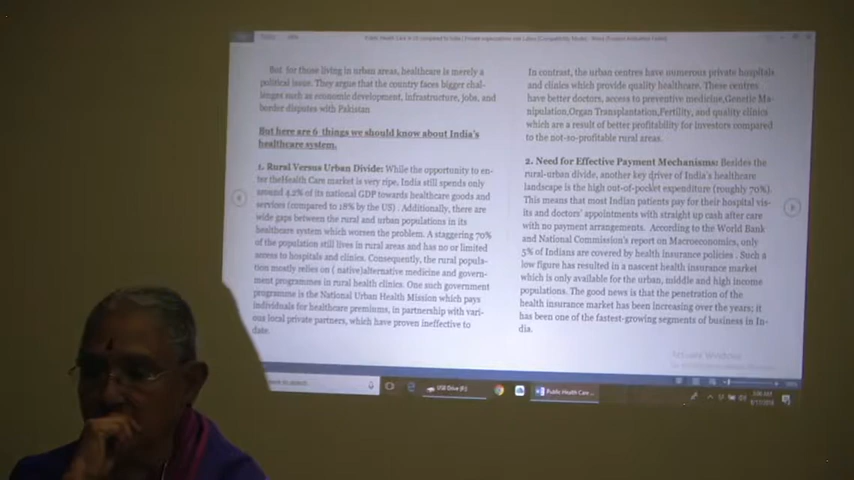 Public Health Care in US compared to India
But for those living in urban areas, healthcare is merely a
political issue. They argue that the country faces bigger chal-
lenges such as economic development, infrastructure, jobs, and
border disputes with Pakistan
But here are 6 things we should know about India's
healthcare system.
1. Rural Versus Urban Divide: While the opportunity to en-
ter theHealth Care market is very ripe, India still spends only
around 4.2% of its national GDP towards healthcare goods and
services (compared to 18% by the US) . Additionally, there are
wide gaps between the rural and urban populations in its
healthcare system which worsen the problem. A staggering 70%
of the population still lives in rural areas and has no or limited
access to hospitals and clinics. Consequently, the rural popula-
tion mostly relies on ( native)alternative medicine and govern-
ment programmes in rural health clinics. One such government
programme is the National Urban Health Mission which pays
individuals for healthcare premiums, in partnership with vari-
ous local private partners, which have proven ineffective to
date.
In contrast, the urban centres have numerous private hospitals
and clinics which provide quality healthcare. These centres
have better doctors, access to preventive medicine,Genetic Ma-
nipulation,Organ Transplantation,Fertility, and quality clinics
which are a result of better profitability for investors compared
to the not-so-profitable rural areas.
2. Need for Effective Payment Mechanisms: Besides the
rural-urban divide, another key driver of India's healthcare
landscape is the high out-of-pocket expenditure (roughly 70%).
This means that most Indian patients pay for their hospital vis-
its and doctors' appointments with straight up cash after care
with no payment arrangements. According to the World Bank
and National Commission's report on Macroeconomics, only
5% of Indians are covered by health insurance policies . Such a
low figure has resulted in a nascent health insurance market
which is only available for the urban, middle and high income
populations. The good news is that the penetration of the
health insurance market has been increasing over the years; it
has been one of the fastest-growing segments of business in In-
dia.
Activate Windows
to search
USB Drive (F:)
Public Health Care ...